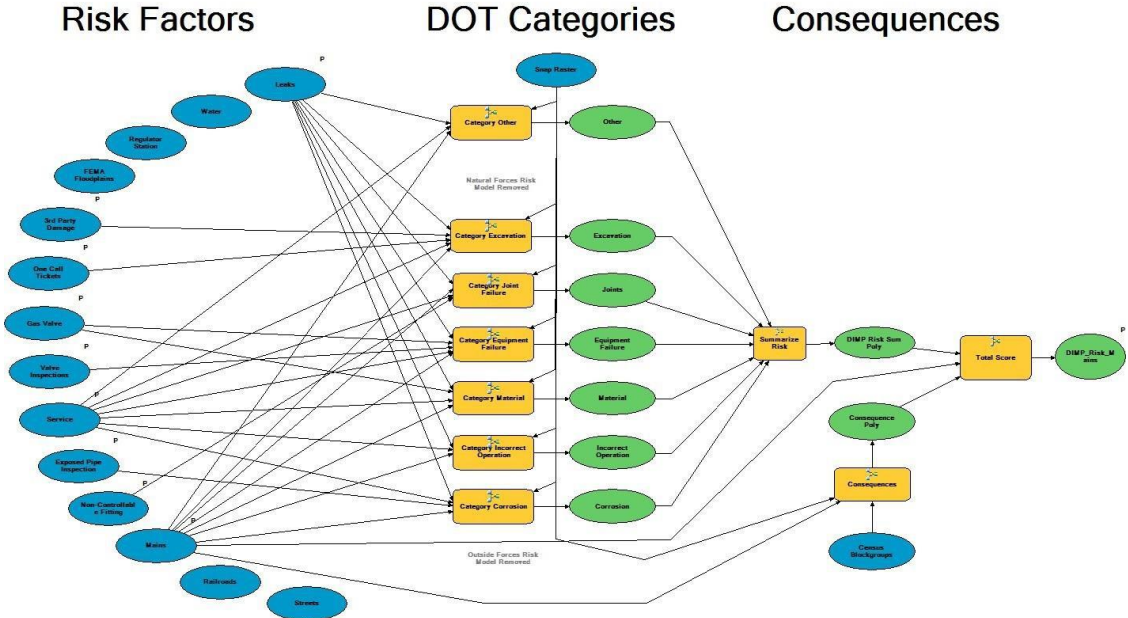 Risk Factors
DOT Categories
Consequences
P
Leaks
Water
Regulator
Station
FEMA
Floodplains
P
3rd Party
Damage
P
One Call
Tickets
P
Gas Valve
P
Valve
Inspections
P
Service
P
Exposed Pipe
Inspection
P
Non-Controllabl
e Fitting
P
Mains
Railroads
Streets
Snap Raster
Category Other
Natural Forces Risk
Model Removed
Category Excavation
Category Joint
Failure
Category Equipment
Failure
Category Material
Category Incorrect
Operation
Category Corrosion
Outside Forces Risk
Model Removed
Other
Excavation
Joints
Equipment
Failure
Material
Incorrect
Operation
Corrosion
Summarize
Risk
DIMP Risk Sum
Poly
Total Score
P
DIMP_Risk_M
ains
Consequence
Poly
Consequences
Census
Blockgroups